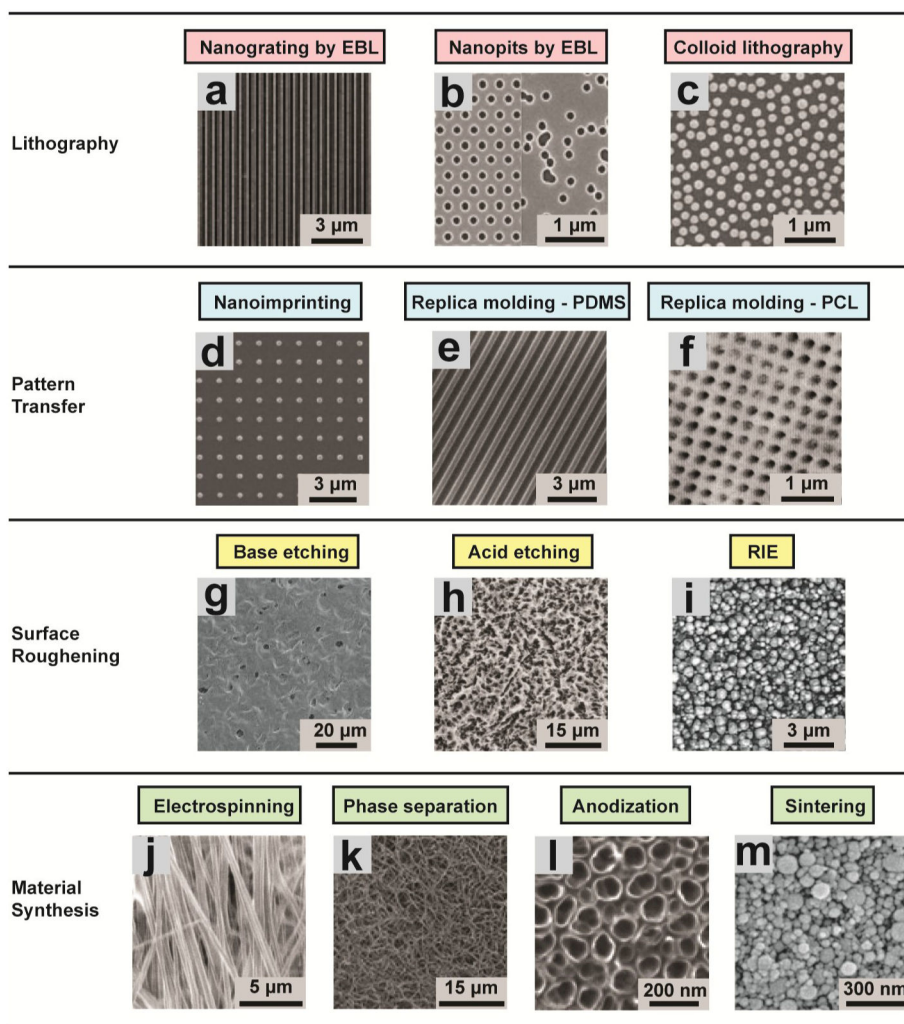 Nanograting by EBL
Nanopits by EBL
Colloid lithography
Lithography
a
b
c
3 µm
1 µm
1 µm
Nanoimprinting
Replica molding - PDMS
Replica molding - PCL
Pattern
Transfer
d
e
f
3 µm
3 µm
1 µm
Base etching
Acid etching
RIE
Surface
Roughening
g
h
i
20 µm
15 µm
3 µm
Electrospinning
Phase separation
Anodization
Sintering
Material
Synthesis
j
k
l
m
5 µm
15 µm
200 nm
300 nm